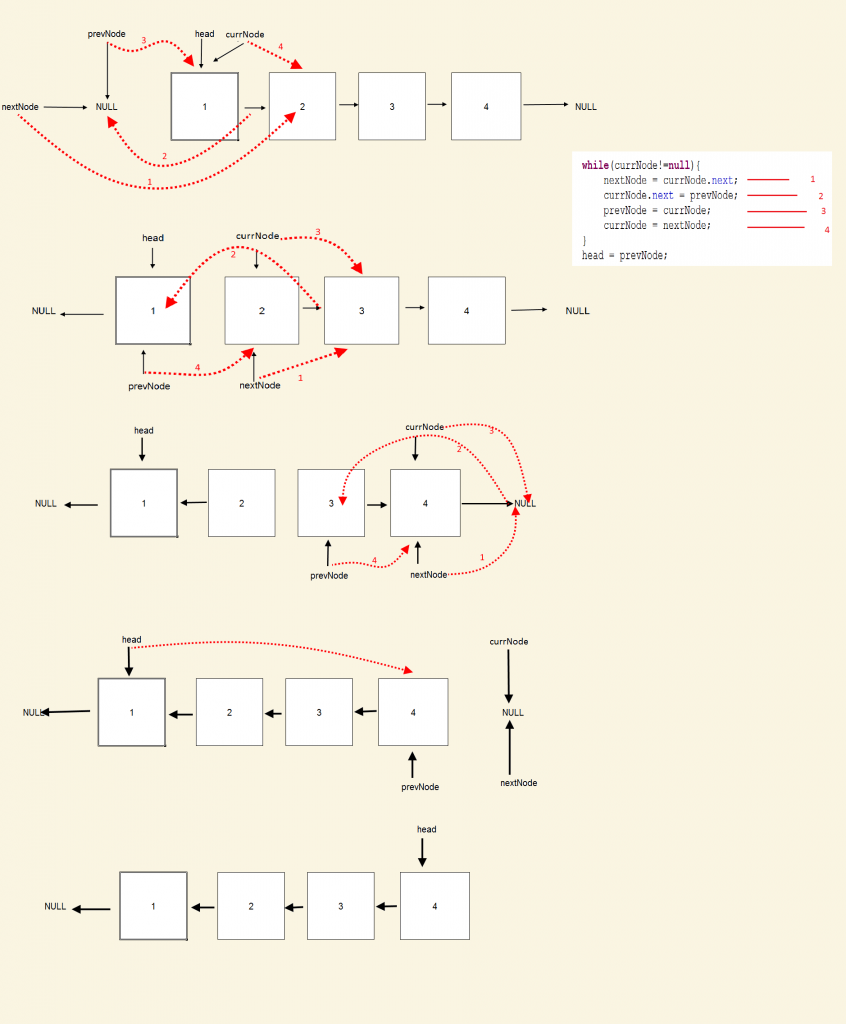 prevNode 3 head currNode 4
nextNode NULL 1 2 3 4 NULL
2
1
while(currNode!=null){
nextNode = currNode.next; 1
currNode.next = prevNode; 2
prevNode = currNode; 3
currNode = nextNode; 4
}
head = prevNode;
head currNode 3
2
NULL 1 2 3 4 NULL
4
prevNode nextNode 1
head currNode 3
2
NULL 1 2 3 4 NULL
4 1
prevNode nextNode
head currNode
NULL 1 2 3 4 NULL
prevNode nextNode
head
NULL 1 2 3 4